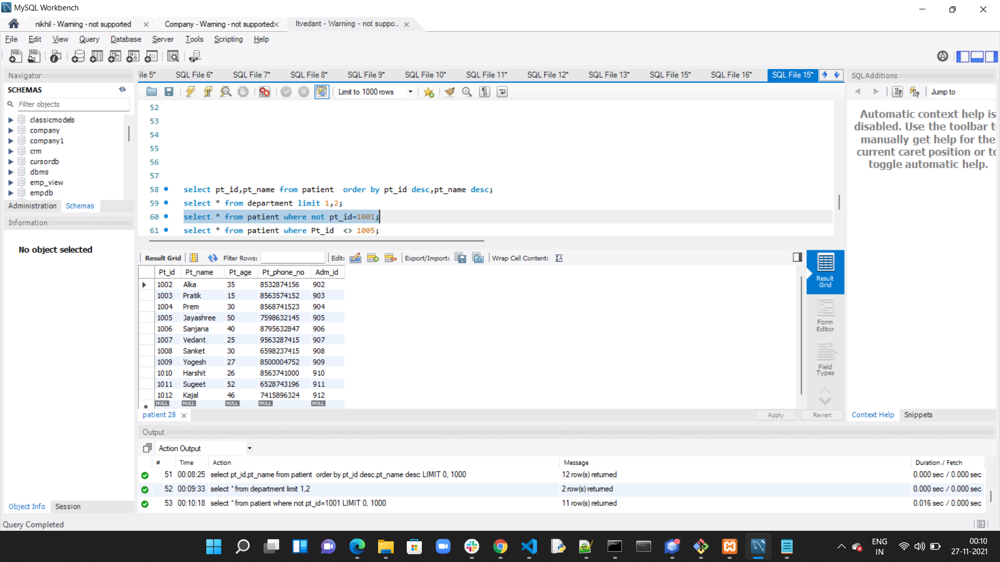 MySQL Workbench
nikhil - Warning - not supported
Company - Warning - not supported
Itvedant - Warning - not suppo...
File Edit View Query Database Server Tools Scripting Help
Navigator
ile 5* SQL File 6* SQL File 7* SQL File 8* SQL File 9* SQL File 10* SQL File 11* SQL File 12* SQL File 13* SQL File 15* SQL File 16* SQL File 15*
SQLAdditions
SCHEMAS
Limit to 1000 rows
Jump to
Filter objects
classicmodels
company
company1
crm
cursordb
dbms
emp_view
empdb
Administration Schemas
Information
No object selected
52
53
54
55
56
57
58 select pt_id,pt_name from patient  order by pt_id desc,pt_name desc;
59 select * from department limit 1,2;
60 select * from patient where not pt_id=1001;
61 select * from patient where Pt_id  <> 1005;
Automatic context help is
disabled. Use the toolbar t
manually get help for the
current caret position or to
toggle automatic help.
Result Grid Filter Rows: Edit: Export/Import: Wrap Cell Content:
Pt_id Pt_name Pt_age Pt_phone_no Adm_id
1002 Alka 35 8532874156 902
1003 Pratik 15 8563574152 903
1004 Prem 30 8568741523 904
1005 Jayashree 50 7598632145 905
1006 Sanjana 40 8795632847 906
1007 Vedant 25 9563287415 907
1008 Sanket 30 6598237415 908
1009 Yogesh 27 8500004752 909
1010 Harshit 26 8563741000 910
1011 Sugeet 52 6528743196 911
1012 Kajal 46 7415896324 912
NULL NULL NULL NULL NULL
Result
Grid
Form
Editor
Field
Types
patient 28
Apply Revert
Context Help Snippets
Output
Action Output
# Time Action Message Duration / Fetch
51 00:08:25 select pt_id,pt_name from patient  order by pt_id desc,pt_name desc LIMIT 0, 1000 12 row(s) returned 0.000 sec / 0.000 sec
52 00:09:33 select * from department limit 1,2 2 row(s) returned 0.000 sec / 0.000 sec
53 00:10:18 select * from patient where not pt_id=1001 LIMIT 0, 1000 11 row(s) returned 0.016 sec / 0.000 sec
Object Info Session
Query Completed
ENG
IN
00:10
27-11-2021